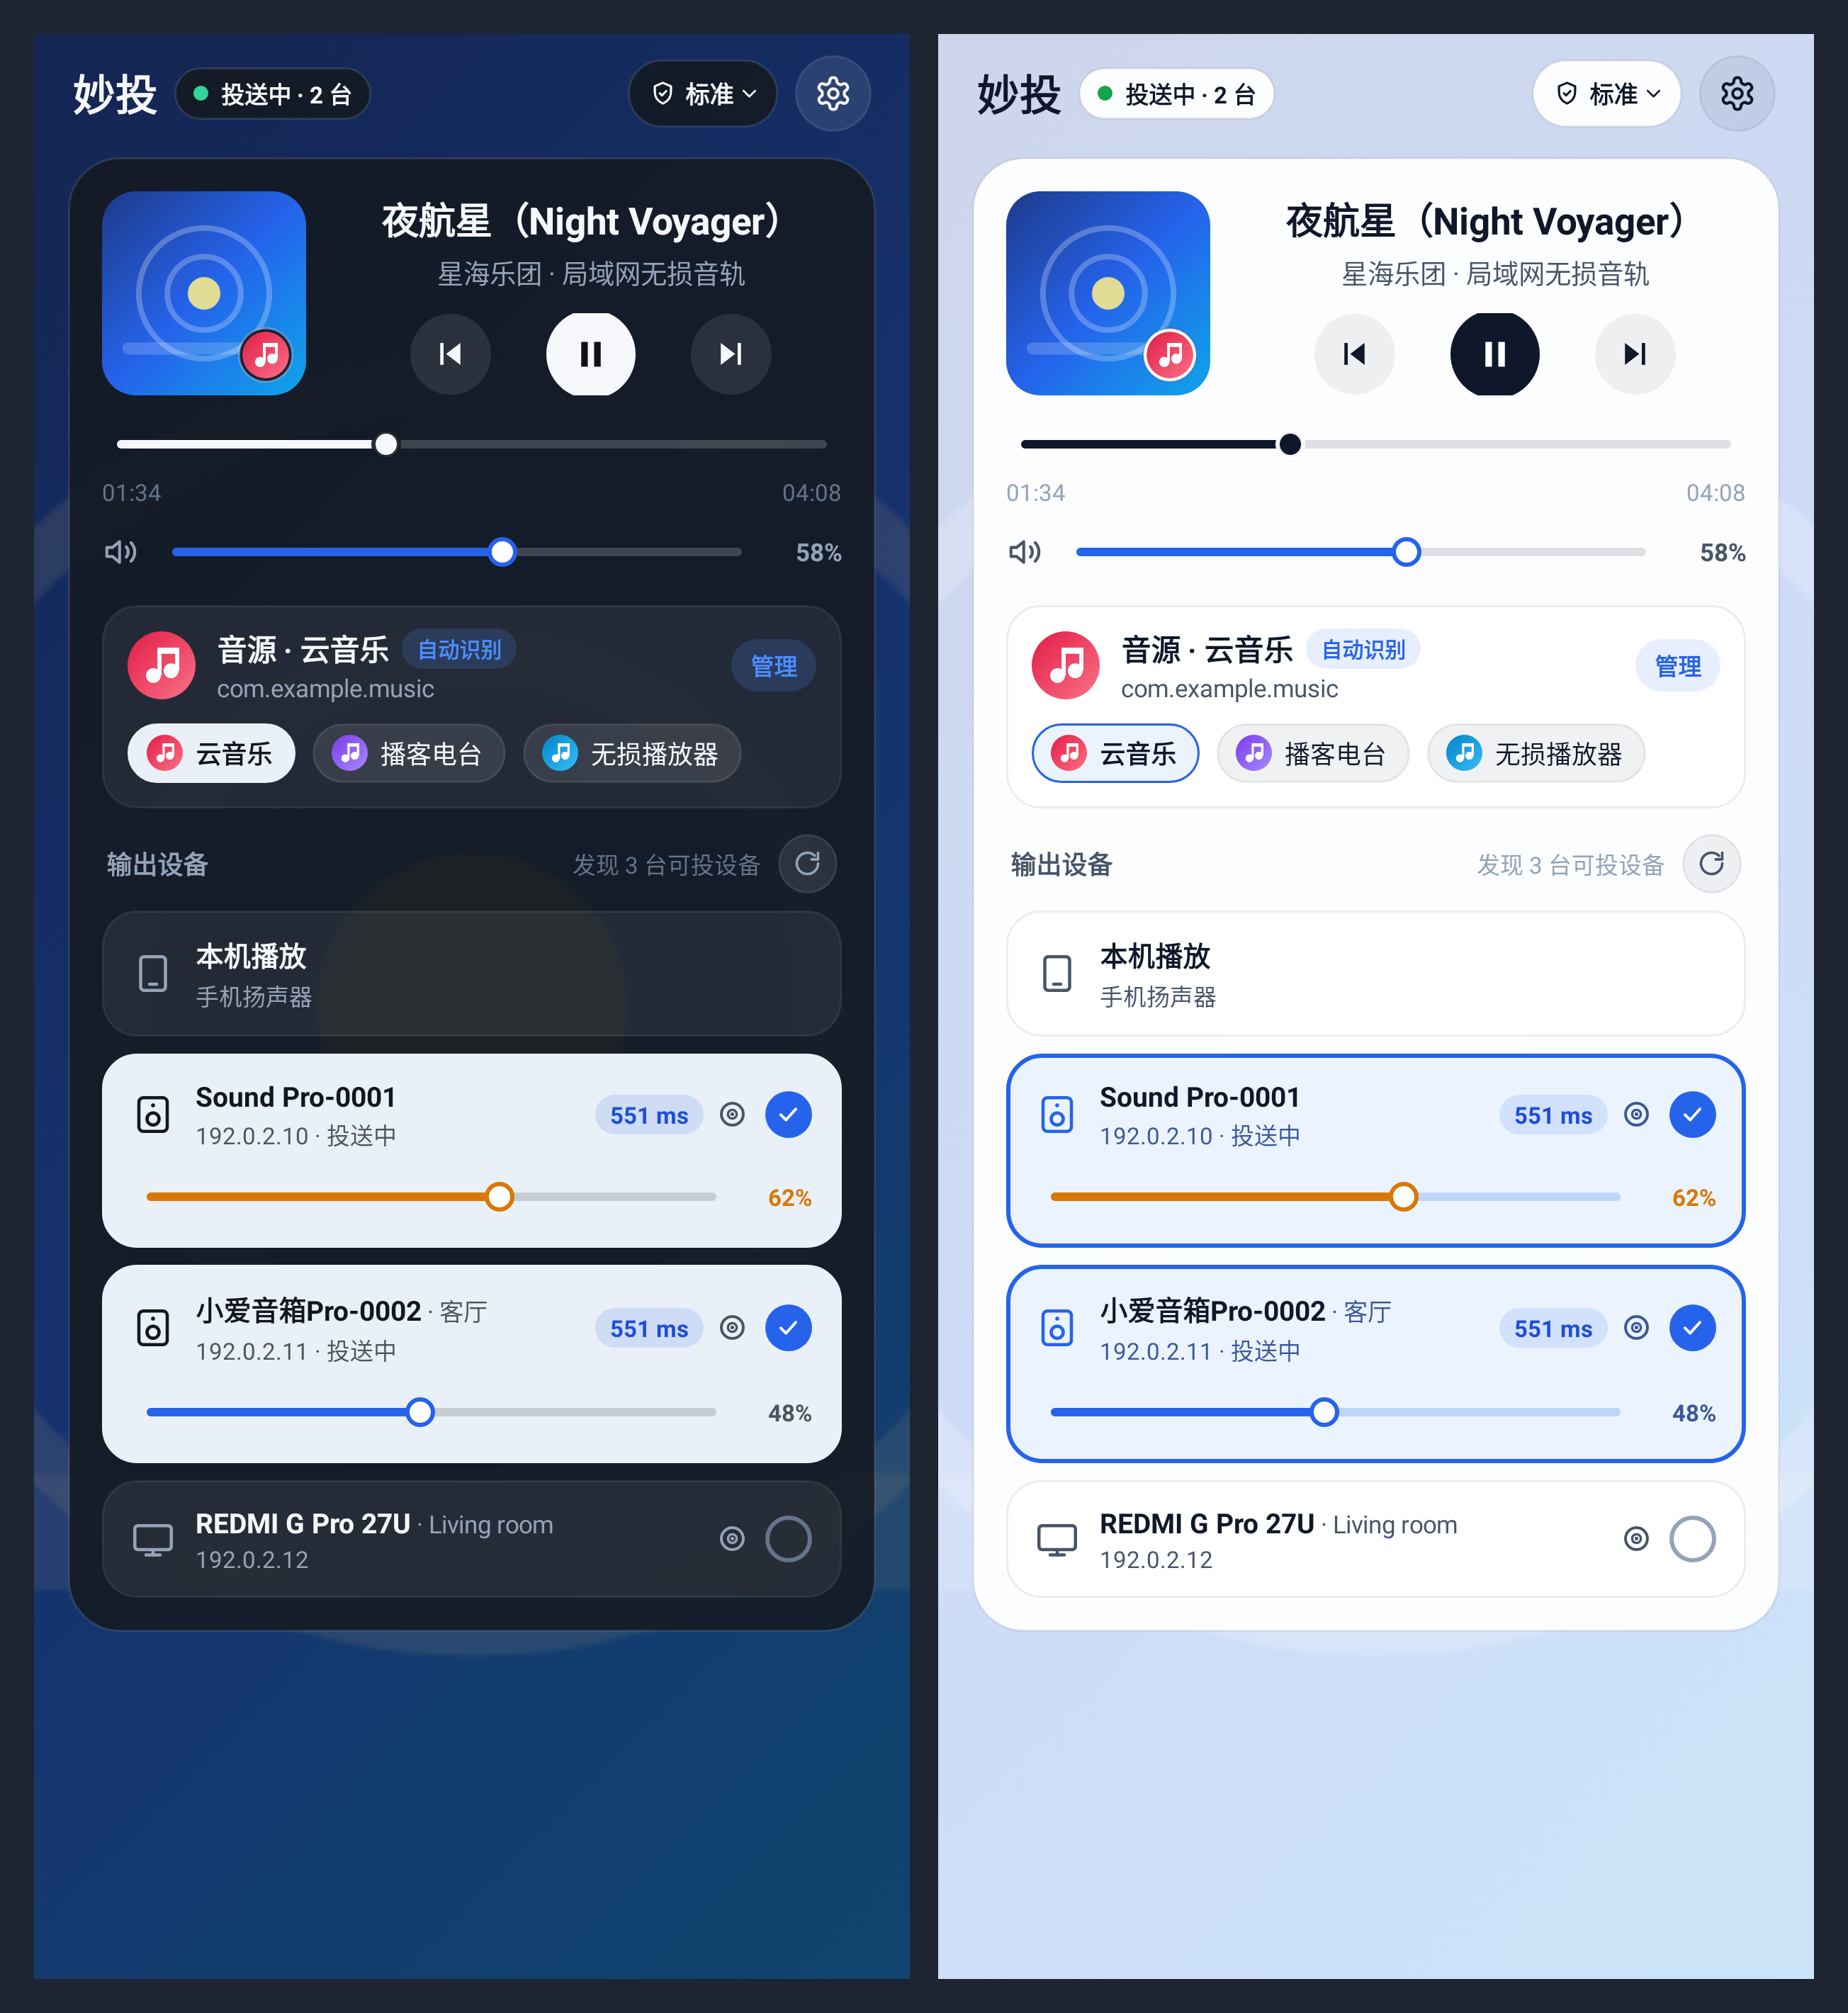 妙投
投送中 · 2 台
标准
夜航星（Night Voyager）
星海乐团 · 局域网无损音轨
01:34
04:08
58%
音源 · 云音乐
自动识别
管理
com.example.music
云音乐
播客电台
无损播放器
输出设备
发现 3 台可投设备
本机播放
手机扬声器
Sound Pro-0001
551 ms
192.0.2.10 · 投送中
62%
小爱音箱Pro-0002 · 客厅
551 ms
192.0.2.11 · 投送中
48%
REDMI G Pro 27U · Living room
192.0.2.12
妙投
投送中 · 2 台
标准
夜航星（Night Voyager）
星海乐团 · 局域网无损音轨
01:34
04:08
58%
音源 · 云音乐
自动识别
管理
com.example.music
云音乐
播客电台
无损播放器
输出设备
发现 3 台可投设备
本机播放
手机扬声器
Sound Pro-0001
551 ms
192.0.2.10 · 投送中
62%
小爱音箱Pro-0002 · 客厅
551 ms
192.0.2.11 · 投送中
48%
REDMI G Pro 27U · Living room
192.0.2.12